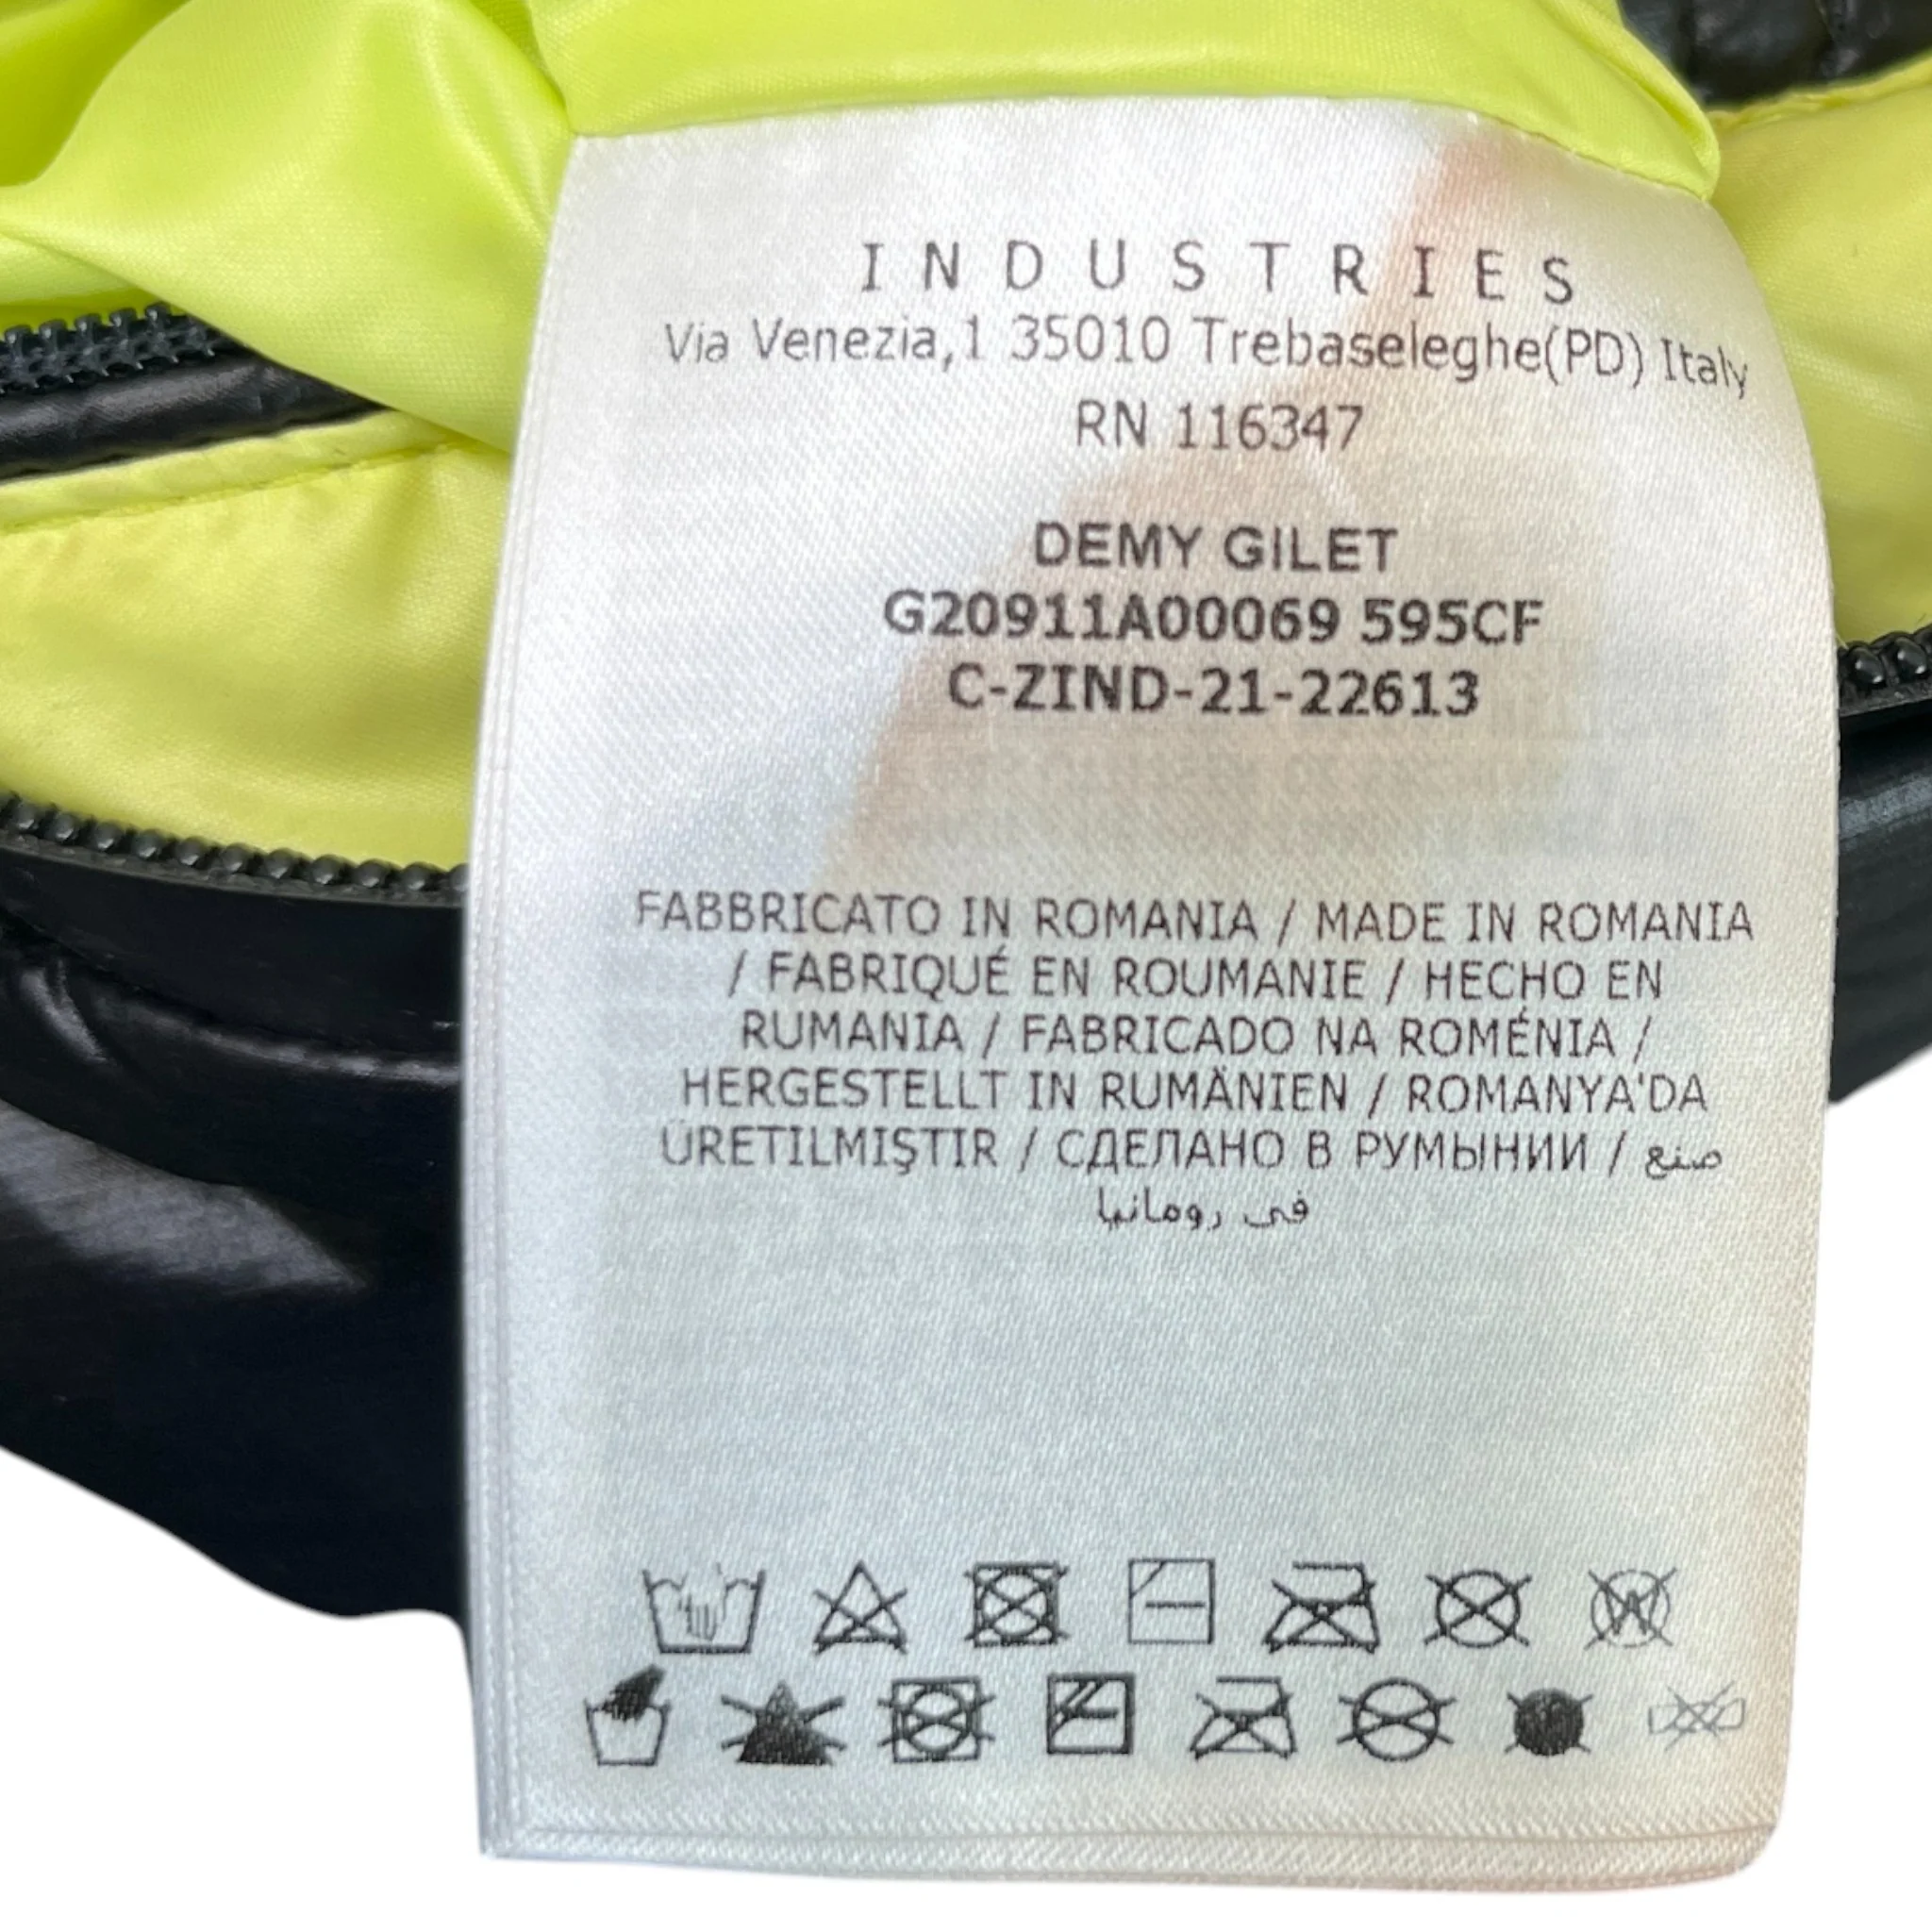 INDUSTRIES
Via Venezia,1 35010 Trebaseleghe(PD) Italy
RN 116347
DEMY GILET
G20911A00069 595CF
C-ZIND-21-22613
FABBRICATO IN ROMANIA / MADE IN ROMANIA
/ FABRIQUÉ EN ROUMANIE / HECHO EN
RUMANIA / FABRICADO NA ROMÉNIA /
HERGESTELLT IN RUMÄNIEN / ROMANYA'DA
ÜRETILMIŞTIR / СДЕЛАНО В РУМЫНИИ / صنع
في رومانيا
W